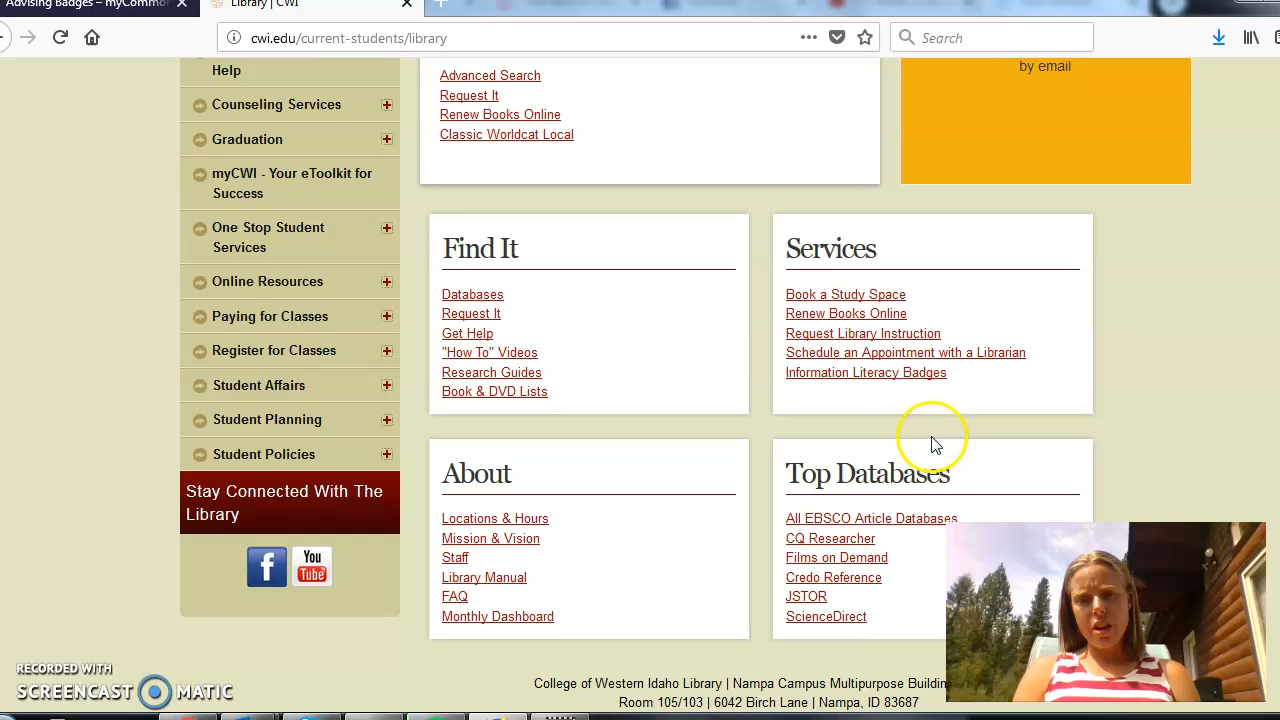 Advising Badges – myCommon
Library | CWI
cwi.edu/current-students/library
Search
Help
Counseling Services
Graduation
myCWI - Your eToolkit for
Success
One Stop Student
Services
Online Resources
Paying for Classes
Register for Classes
Student Affairs
Student Planning
Student Policies
Stay Connected With The
Library
f
You
Tube
Advanced Search
Request It
Renew Books Online
Classic Worldcat Local
by email
Find It
Databases
Request It
Get Help
"How To" Videos
Research Guides
Book & DVD Lists
Services
Book a Study Space
Renew Books Online
Request Library Instruction
Schedule an Appointment with a Librarian
Information Literacy Badges
About
Locations & Hours
Mission & Vision
Staff
Library Manual
FAQ
Monthly Dashboard
Top Databases
All EBSCO Article Databases
CQ Researcher
Films on Demand
Credo Reference
JSTOR
ScienceDirect
College of Western Idaho Library | Nampa Campus Multipurpose Buildin
Room 105/103 | 6042 Birch Lane | Nampa, ID 83687
RECORDED WITH
SCREENCAST MATIC